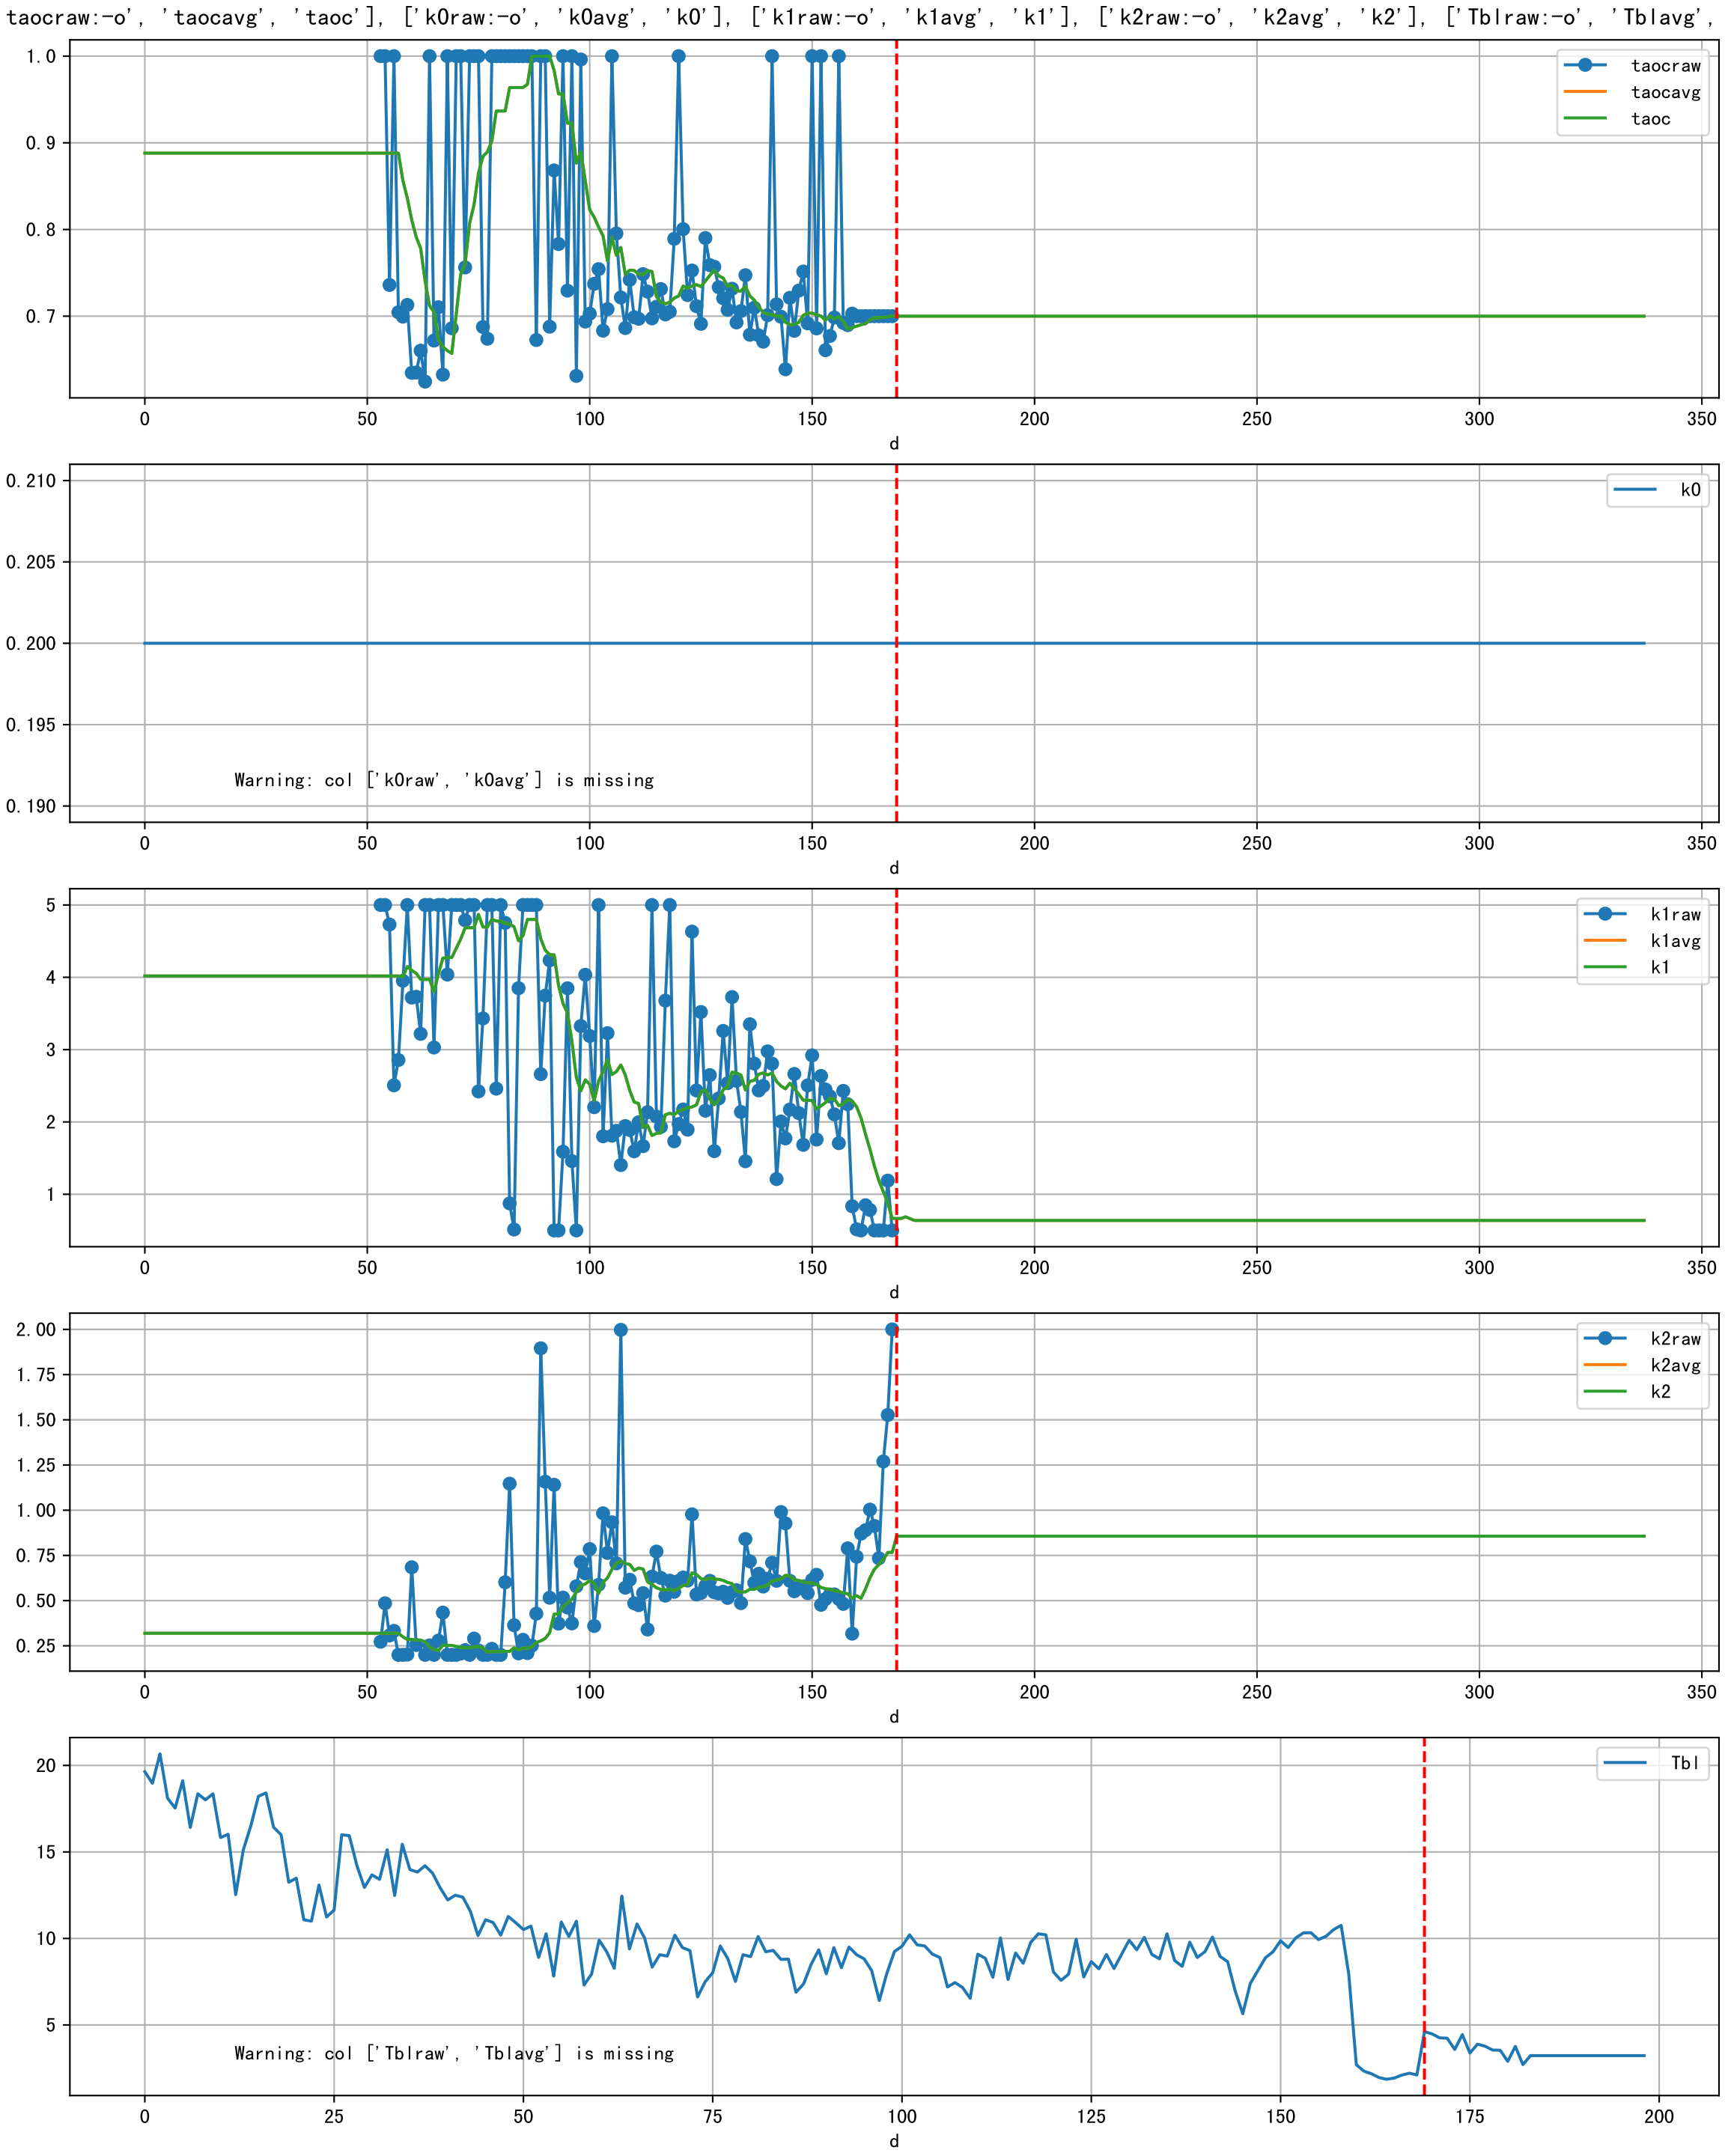 taocraw:-o', 'taocavg', 'taoc'], ['k0raw:-o', 'k0avg', 'k0'], ['k1raw:-o', 'k1avg', 'k1'], ['k2raw:-o', 'k2avg', 'k2'], ['Tblraw:-o', 'Tblavg',
1.0
0.9
0.8
0.7
taocraw
taocavg
taoc
0 50 100 150 200 250 300 350
d
0.210
0.205
0.200
0.195
0.190
k0
Warning: col ['k0raw', 'k0avg'] is missing
0 50 100 150 200 250 300 350
d
5
4
3
2
1
k1raw
k1avg
k1
0 50 100 150 200 250 300 350
d
2.00
1.75
1.50
1.25
1.00
0.75
0.50
0.25
k2raw
k2avg
k2
0 50 100 150 200 250 300 350
d
20
15
10
5
Tbl
Warning: col ['Tblraw', 'Tblavg'] is missing
0 25 50 75 100 125 150 175 200
d